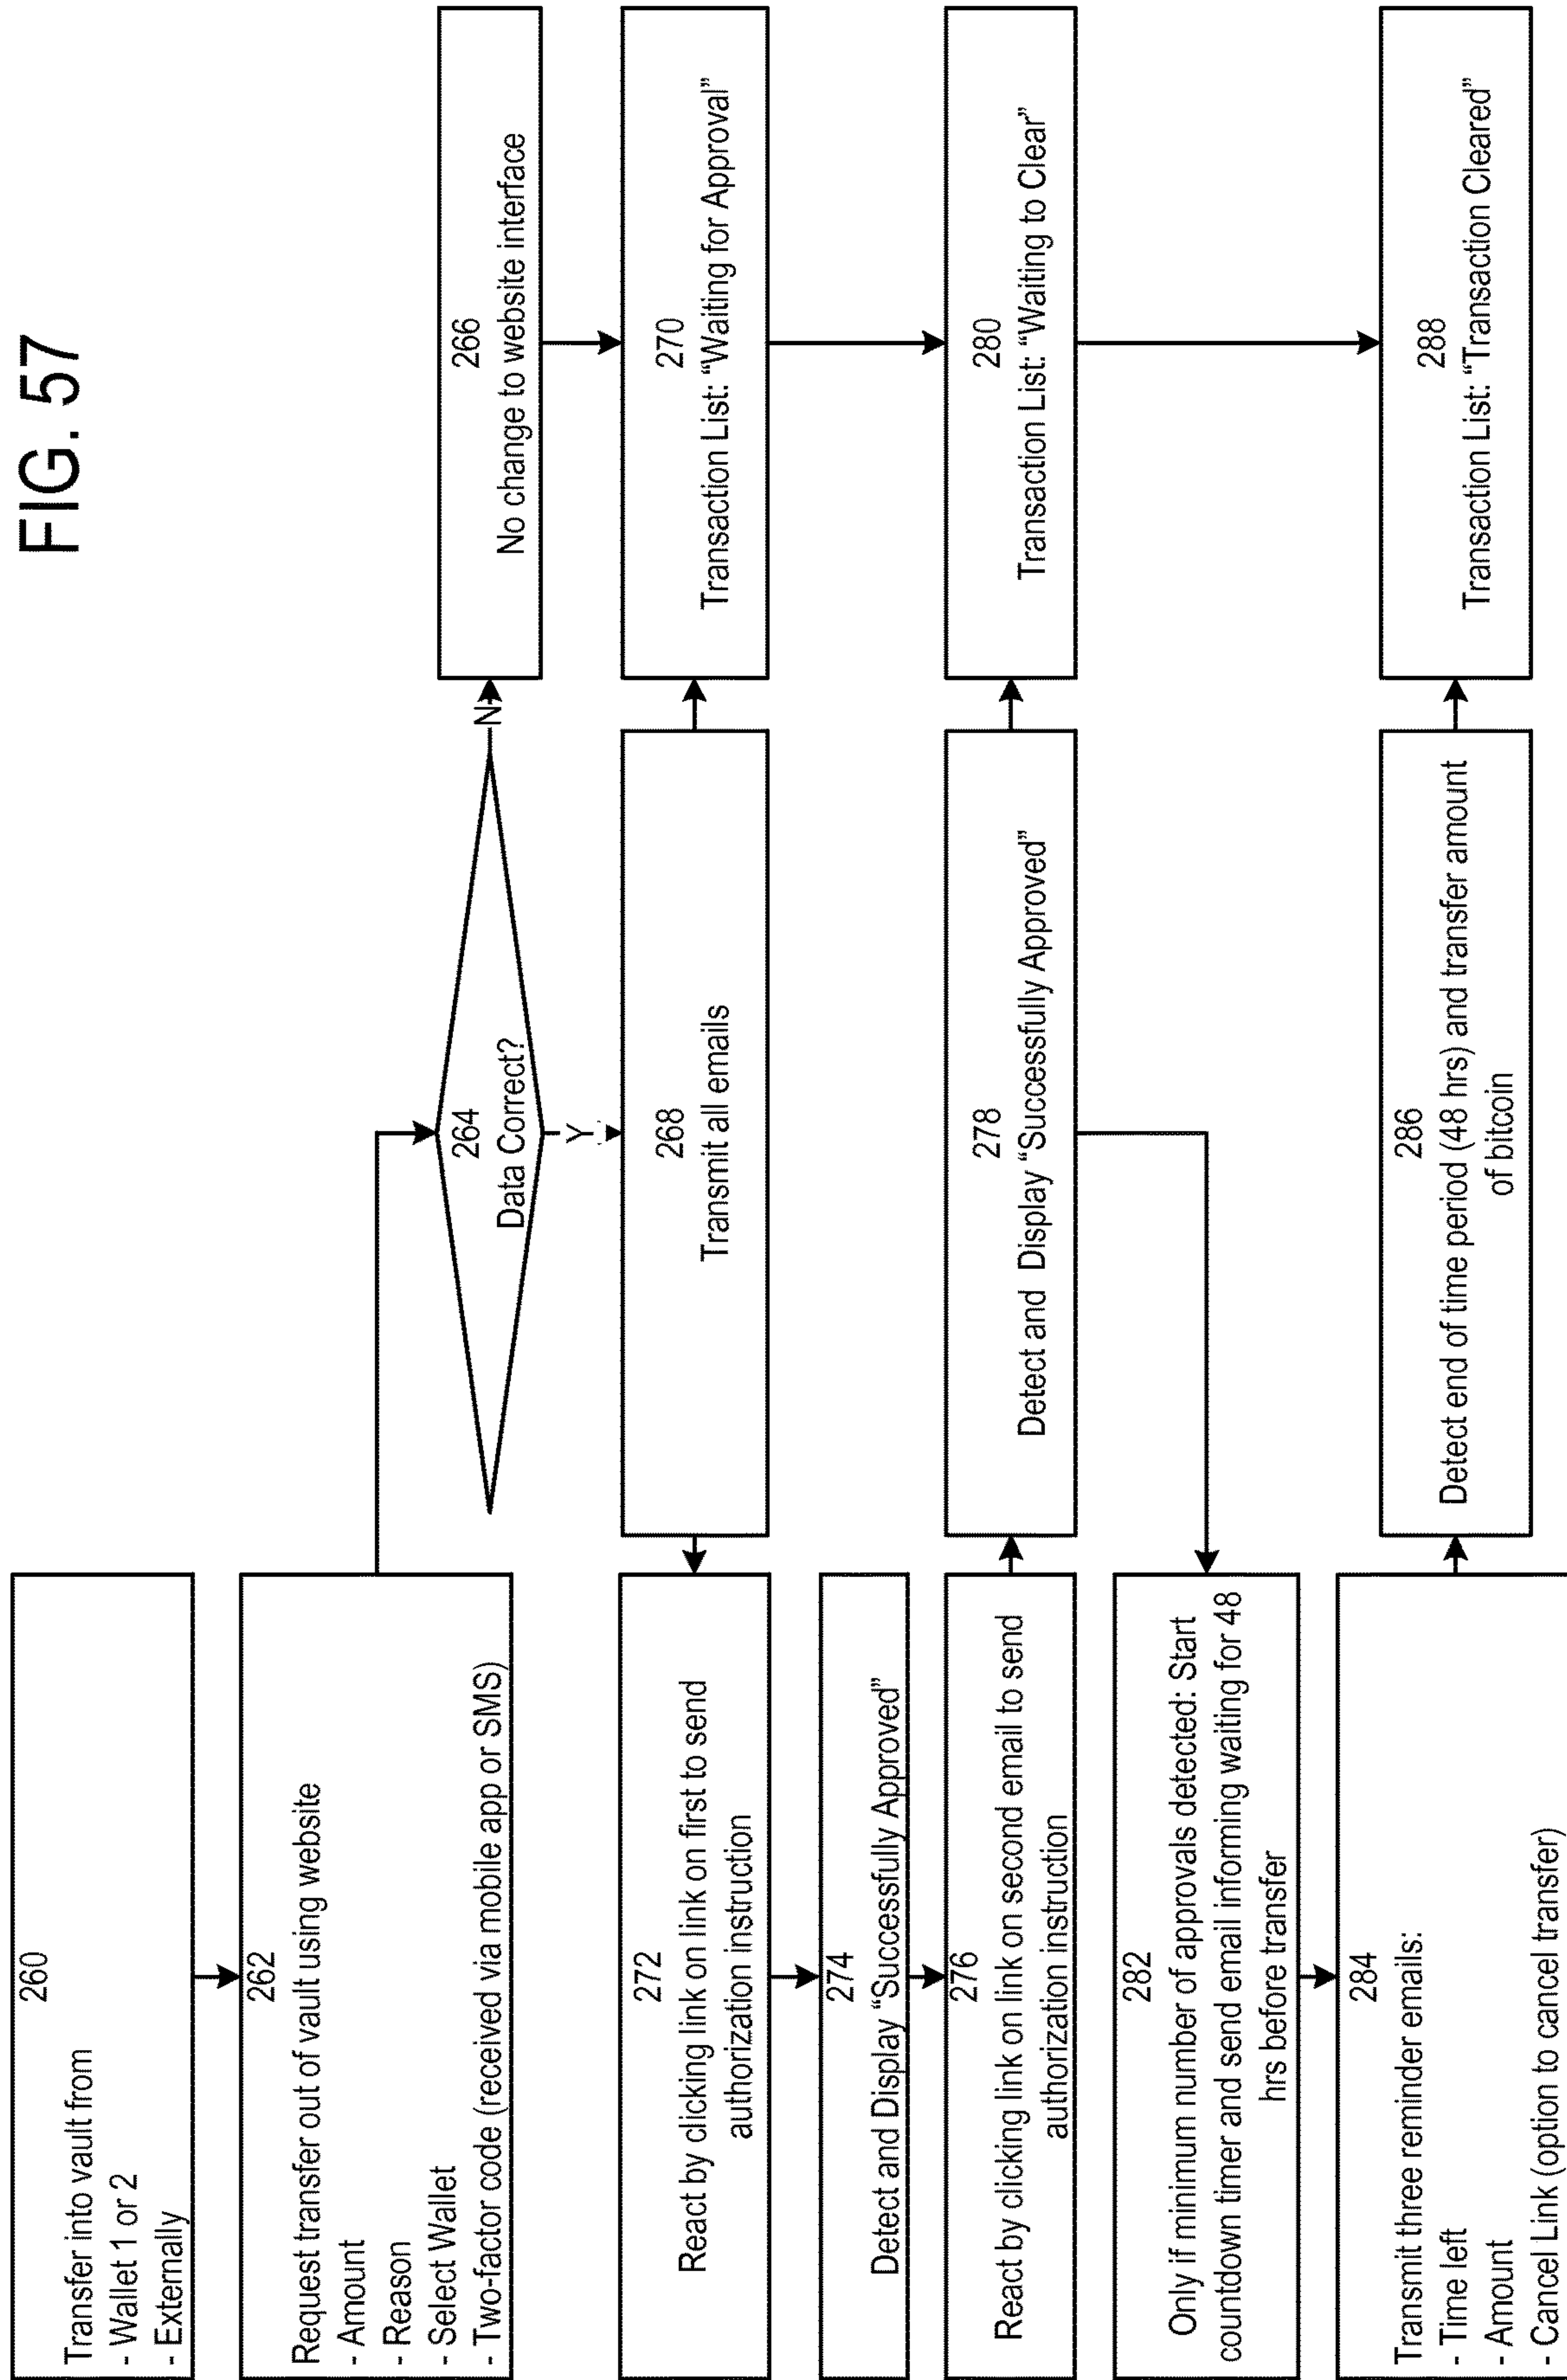 FIG. 57
260
Transfer into vault from
- Wallet 1 or 2
- Externally
262
Request transfer out of vault using website
- Amount
- Reason
- Select Wallet
- Two-factor code (received via mobile app or SMS)
264
Data Correct?
N
Y
266
No change to website interface
268
Transmit all emails
270
Transaction List: “Waiting for Approval”
272
React by clicking link on link on first to send
authorization instruction
274
Detect and Display “Successfully Approved”
276
React by clicking link on link on second email to send
authorization instruction
278
Detect and Display “Successfully Approved”
280
Transaction List: “Waiting to Clear”
282
Only if minimum number of approvals detected: Start
countdown timer and send email informing waiting for 48
hrs before transfer
284
Transmit three reminder emails:
- Time left
- Amount
- Cancel Link (option to cancel transfer)
286
Detect end of time period (48 hrs) and transfer amount
of bitcoin
288
Transaction List: “Transaction Cleared”